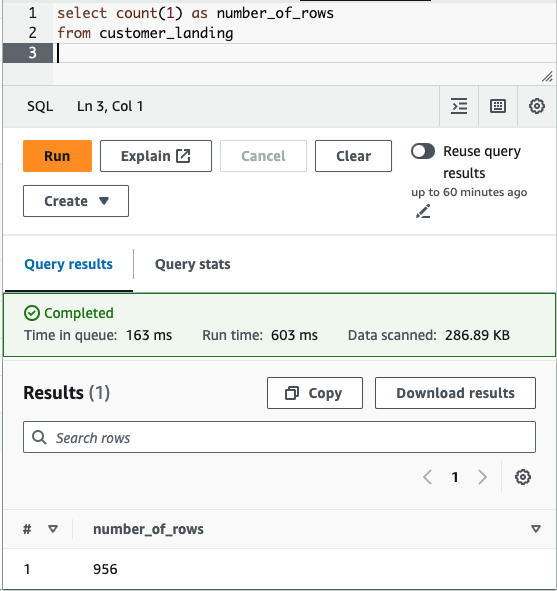 1 select count(1) as number_of_rows
2 from customer_landing
3
SQL Ln 3, Col 1
Run Explain Cancel Clear Reuse query
results
up to 60 minutes ago
Create
Query results Query stats
Completed
Time in queue: 163 ms Run time: 603 ms Data scanned: 286.89 KB
Results (1) Copy Download results
Search rows
1
# number_of_rows
1 956